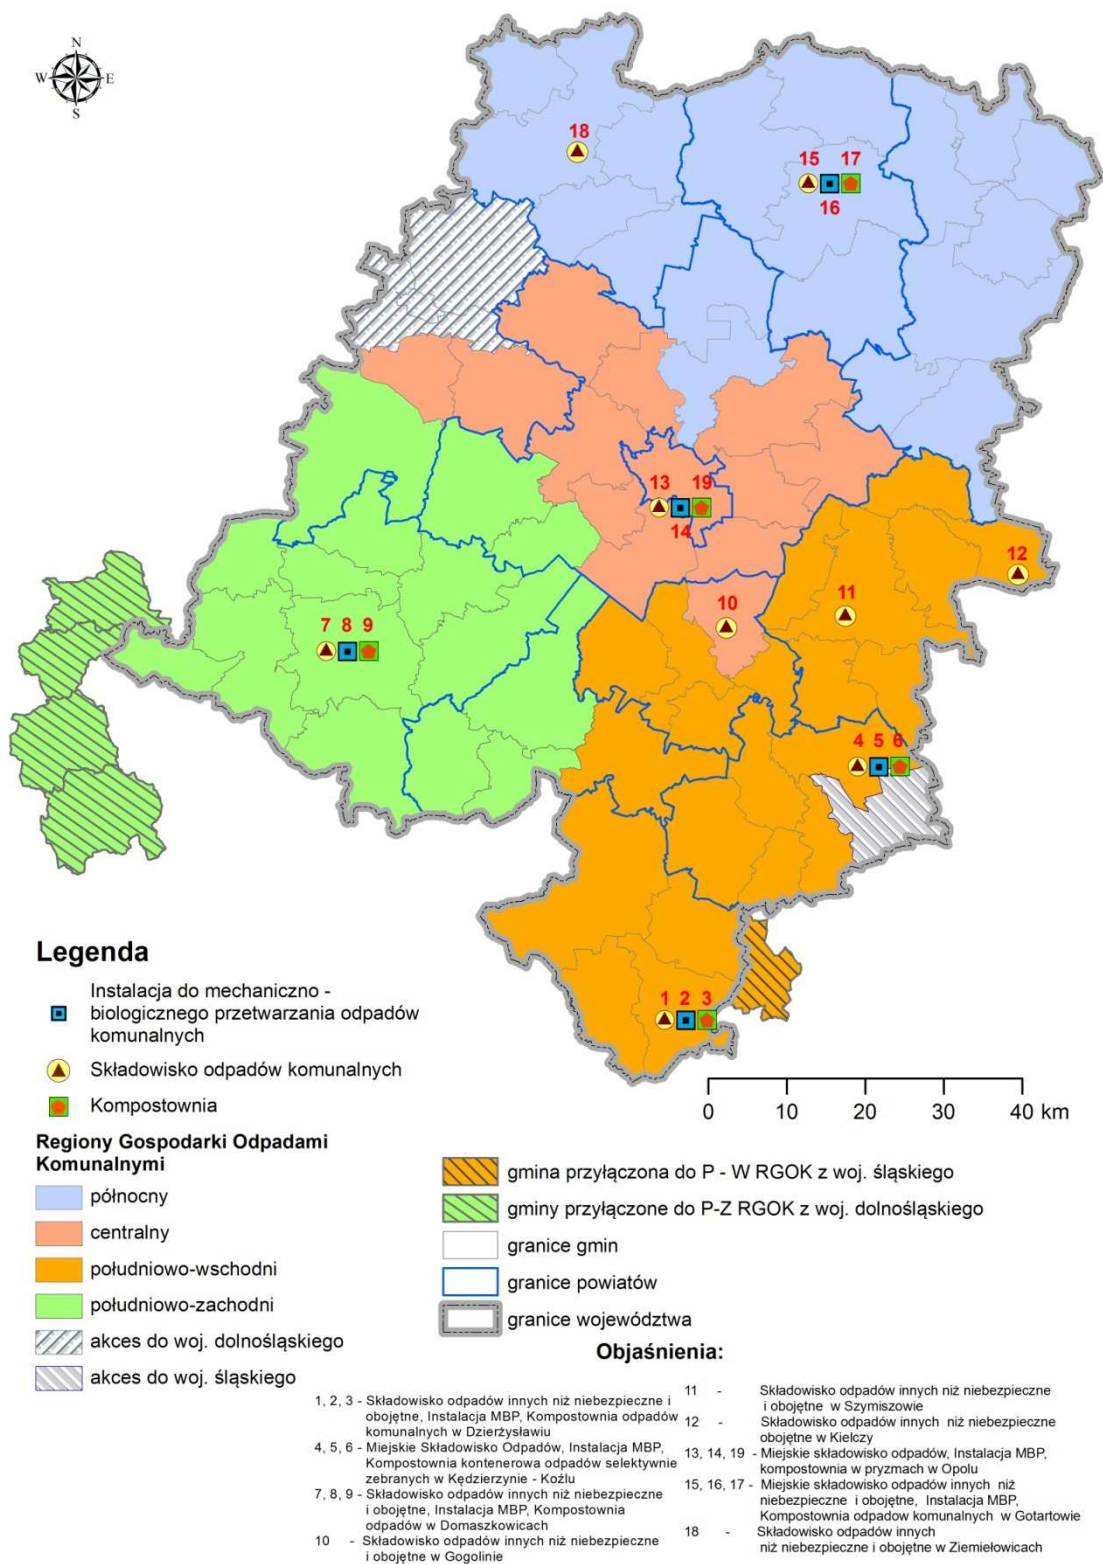 N
W E
S
18
15 17
16
13 19
14
12
11
10
7 8 9
4 5 6
1 2 3
Legenda
Instalacja do mechaniczno -
biologicznego przetwarzania odpadów
komunalnych
Składowisko odpadów komunalnych
Kompostownia
0 10 20 30 40 km
Regiony Gospodarki Odpadami
Komunalnymi
północny
centralny
południowo-wschodni
południowo-zachodni
akces do woj. dolnośląskiego
akces do woj. śląskiego
gmina przyłączona do P - W RGOK z woj. śląskiego
gminy przyłączone do P-Z RGOK z woj. dolnośląskiego
granice gmin
granice powiatów
granice województwa
Objaśnienia:
1, 2, 3 - Składowisko odpadów innych niż niebezpieczne i
obojętne, Instalacja MBP, Kompostownia odpadów
komunalnych w Dzierżysławiu
4, 5, 6 - Miejskie Składowisko Odpadów, Instalacja MBP,
Kompostownia kontenerowa odpadów selektywnie
zebranych w Kędzierzynie - Koźlu
7, 8, 9 - Składowisko odpadów innych niż niebezpieczne
i obojętne, Instalacja MBP, Kompostownia
odpadów w Domaszkowicach
10 - Składowisko odpadów innych niż niebezpieczne
i obojętne w Gogolinie
11 - Składowisko odpadów innych niż niebezpieczne
i obojętne w Szymiszowie
12 - Składowisko odpadów innych niż niebezpieczne
obojętne w Kielczy
13, 14, 19 - Miejskie składowisko odpadów, Instalacja MBP,
kompostownia w pryzmach w Opolu
15, 16, 17 - Miejskie składowisko odpadów innych niż
niebezpieczne i obojętne, Instalacja MBP,
Kompostownia odpadow komunalnych w Gotartowie
18 - Składowisko odpadów innych
niż niebezpieczne i obojętne w Ziemiełowicach